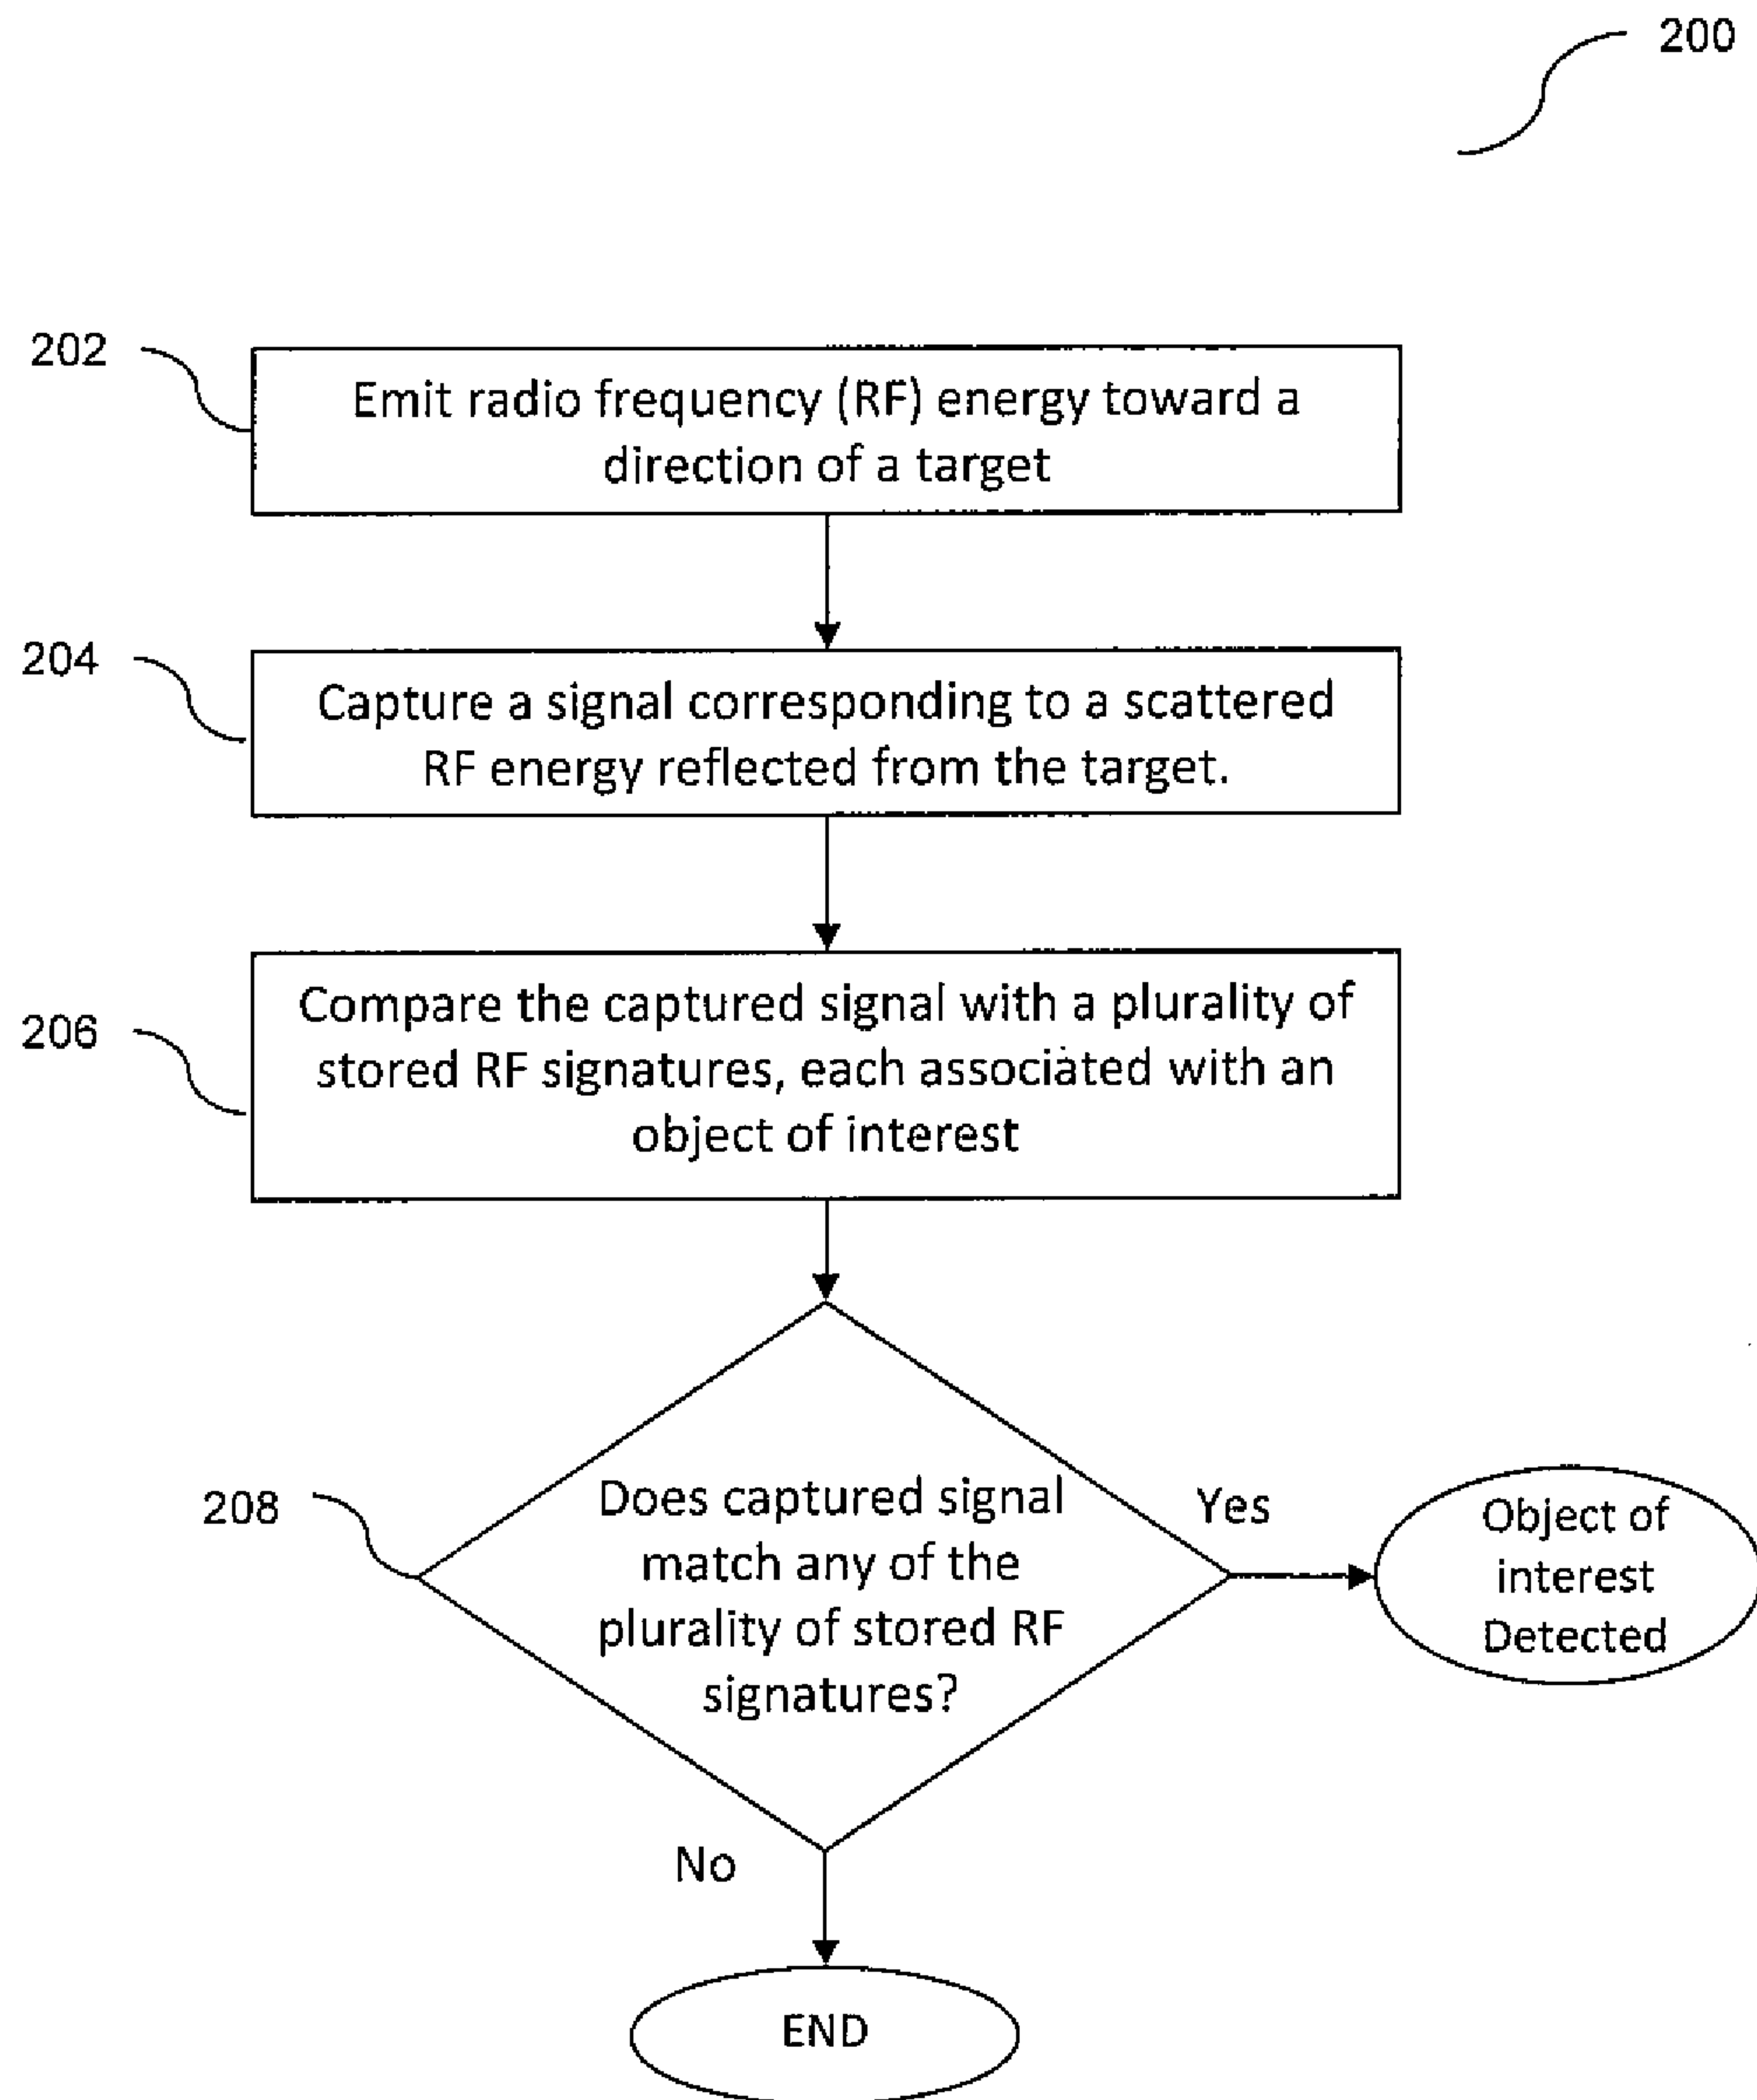 200
202
Emit radio frequency (RF) energy toward a
direction of a target
204
Capture a signal corresponding to a scattered
RF energy reflected from the target.
206
Compare the captured signal with a plurality of
stored RF signatures, each associated with an
object of interest
208
Does captured signal
match any of the
plurality of stored RF
signatures?
Yes
Object of
interest
Detected
No
END